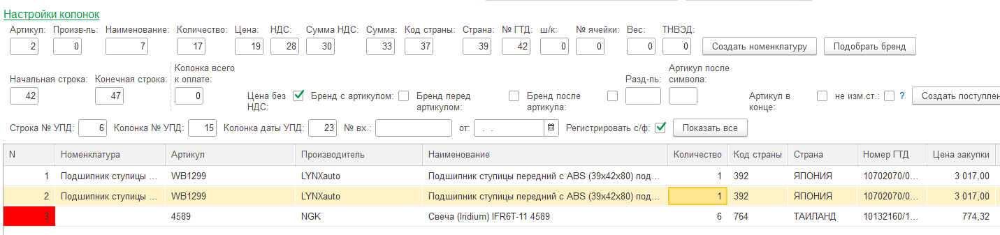 Настройки колонок
Артикул: Произв-ль: Наименование: Количество: Цена: НДС: Сумма НДС: Сумма: Код страны: Страна: № ГТД: ш/к: № ячейки: Вес: ТНВЭД:
2 0 7 17 19 28 30 33 37 39 42 0 0 0 0 Создать номенклатуру Подобрать бренд
Начальная строка: Конечная строка: Колонка всего к оплате: Разд-ль: Артикул после символа:
42 47 0 Цена без НДС: Бренд с артикулом: Бренд перед артикулом: Бренд после артикула: Артикул в конце: не изм.ст.: ? Создать поступлен
Строка № УПД: 6 Колонка № УПД: 15 Колонка даты УПД: 23 № вх.: от: . . Регистрировать с/ф: Показать все
N Номенклатура Артикул Производитель Наименование Количество Код страны Страна Номер ГТД Цена закупки
1 Подшипник ступицы ... WB1299 LYNXauto Подшипник ступицы передний с ABS (39x42x80) под... 1 392 ЯПОНИЯ 10702070/0... 3 017,00
2 Подшипник ступицы ... WB1299 LYNXauto Подшипник ступицы передний с ABS (39x42x80) под... 1 392 ЯПОНИЯ 10702070/0... 3 017,00
3 4589 NGK Свеча (Iridium) IFR6T-11 4589 6 764 ТАИЛАНД 10132160/1... 774,32